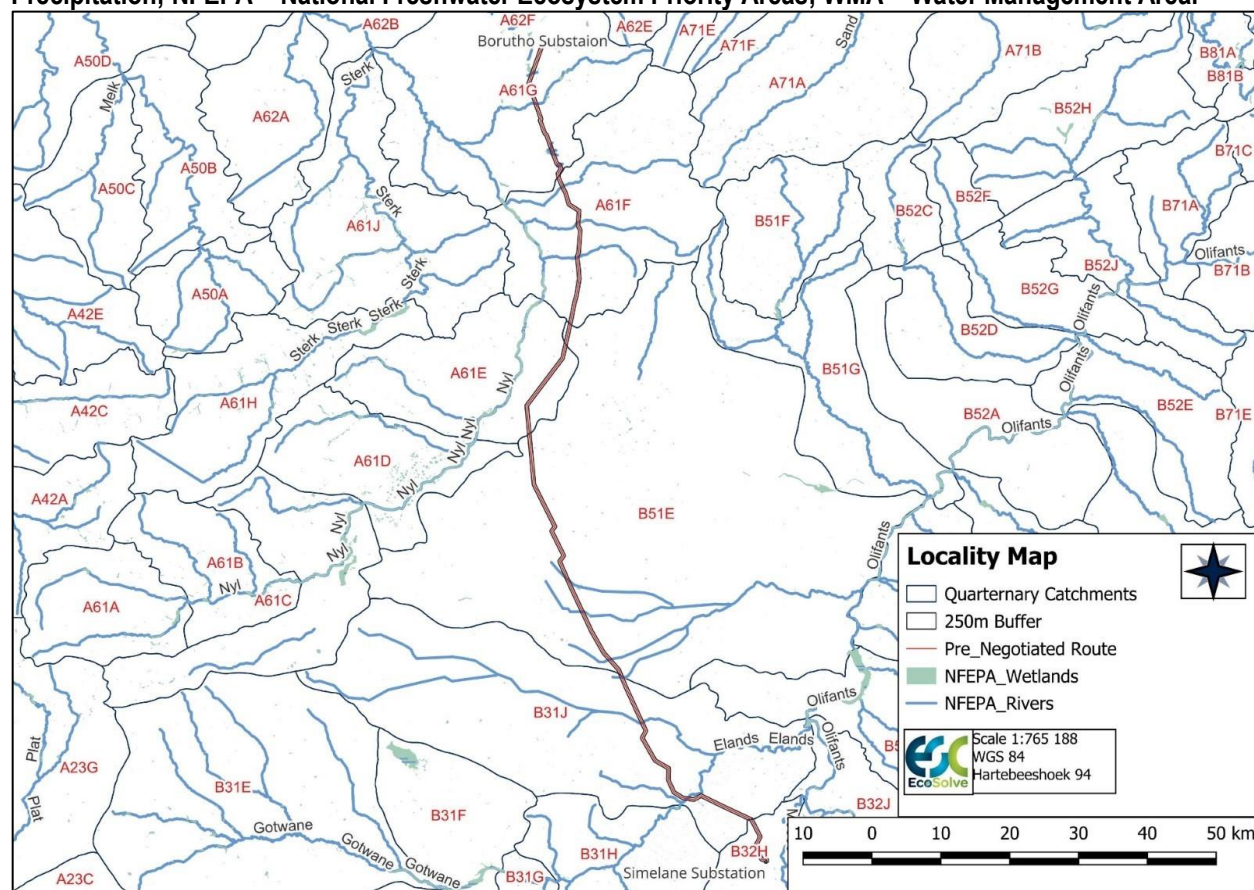 Precipitation; NFEPA = National Freshwater Ecosystem Priority Areas; WMA = Water Management Area.
A62B
A62F
A62E
A71E
A71F
Sand
A71B
B81A
B81B
Borutho Substaion
A50D
Melk
Sterk
A61G
A71A
B52H
A62A
A50C
A50B
Sterk
A61J
A61F
B51F
B52C
B52F
B71C
B71A
Olifants
B71B
A50A
A42E
Sterk
Sterk
Sterk
Sterk
B52G
B52J
Olifants
B52D
A61E
Nyl
B51G
Olifants
A42C
A61H
Nyl
Nyl
B52A
Olifants
B52E
B71E
A61D
Nyl
A42A
Nyl
B51E
Nyl
A61B
Nyl
A61C
A61A
Olifants
Locality Map
Quarternary Catchments
250m Buffer
Pre_Negotiated Route
NFEPA_Wetlands
NFEPA_Rivers
EcoSolve
Scale 1:765 188
WGS 84
Hartebeeshoek 94
B31J
Olifants
Elands
Elands
Olifants
Plat
A23G
Plat
B31E
B31F
B32J
Gotwane
Gotwane
Gotwane
A23C
B31G
B31H
B32H
Simelane Substation
10 0 10 20 30 40 50 km